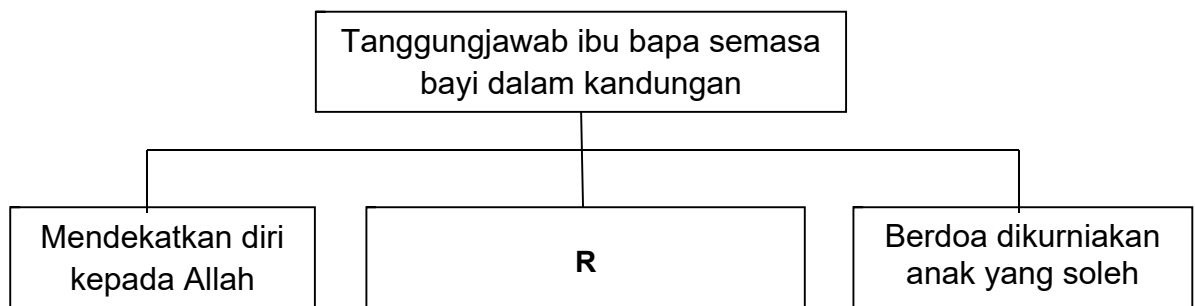 Tanggungjawab ibu bapa semasa
bayi dalam kandungan
Mendekatkan diri
kepada Allah
R
Berdoa dikurniakan
anak yang soleh